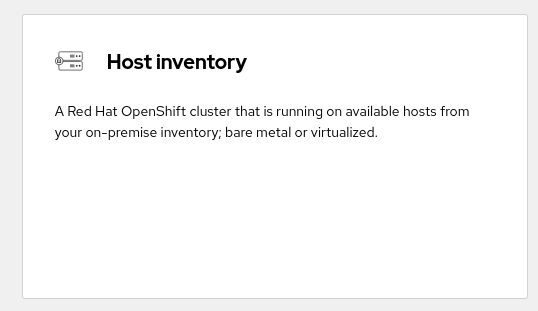 Host inventory
A Red Hat OpenShift cluster that is running on available hosts from
your on-premise inventory; bare metal or virtualized.